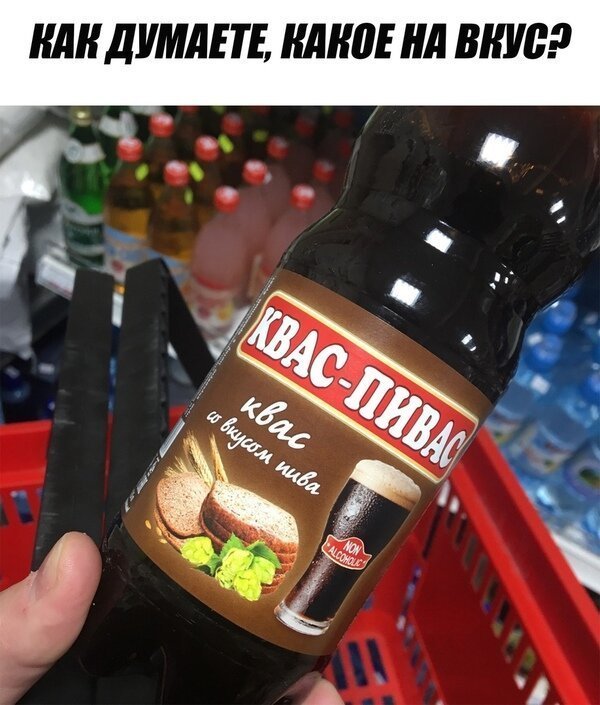 КАК ДУМАЕТЕ, КАКОЕ НА ВКУС?
КВАС-ПИВАС
квас
со вкусом пива
NON
ALCOHOLIC